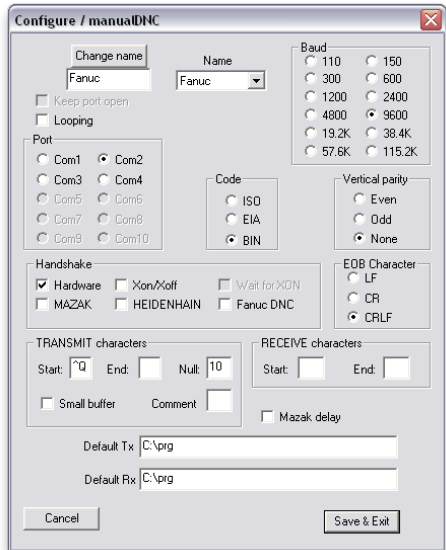 Configure / manualDNC
Change name
Name
Fanuc
Fanuc
Keep port open
Looping
Baud
110 150
300 600
1200 2400
4800 9600
19.2K 38.4K
57.6K 115.2K
Port
Com1 Com2
Com3 Com4
Com5 Com6
Com7 Com8
Com9 Com10
Code
ISO
EIA
BIN
Vertical parity
Even
Odd
None
Handshake
Hardware Xon/Xoff Wait for XON
MAZAK HEIDENHAIN Fanuc DNC
EOB Character
LF
CR
CRLF
TRANSMIT characters
Start: ^Q End: Null: 10
Small buffer Comment
RECEIVE characters
Start: End:
Mazak delay
Default Tx C:\prg
Default Rx C:\prg
Cancel
Save & Exit